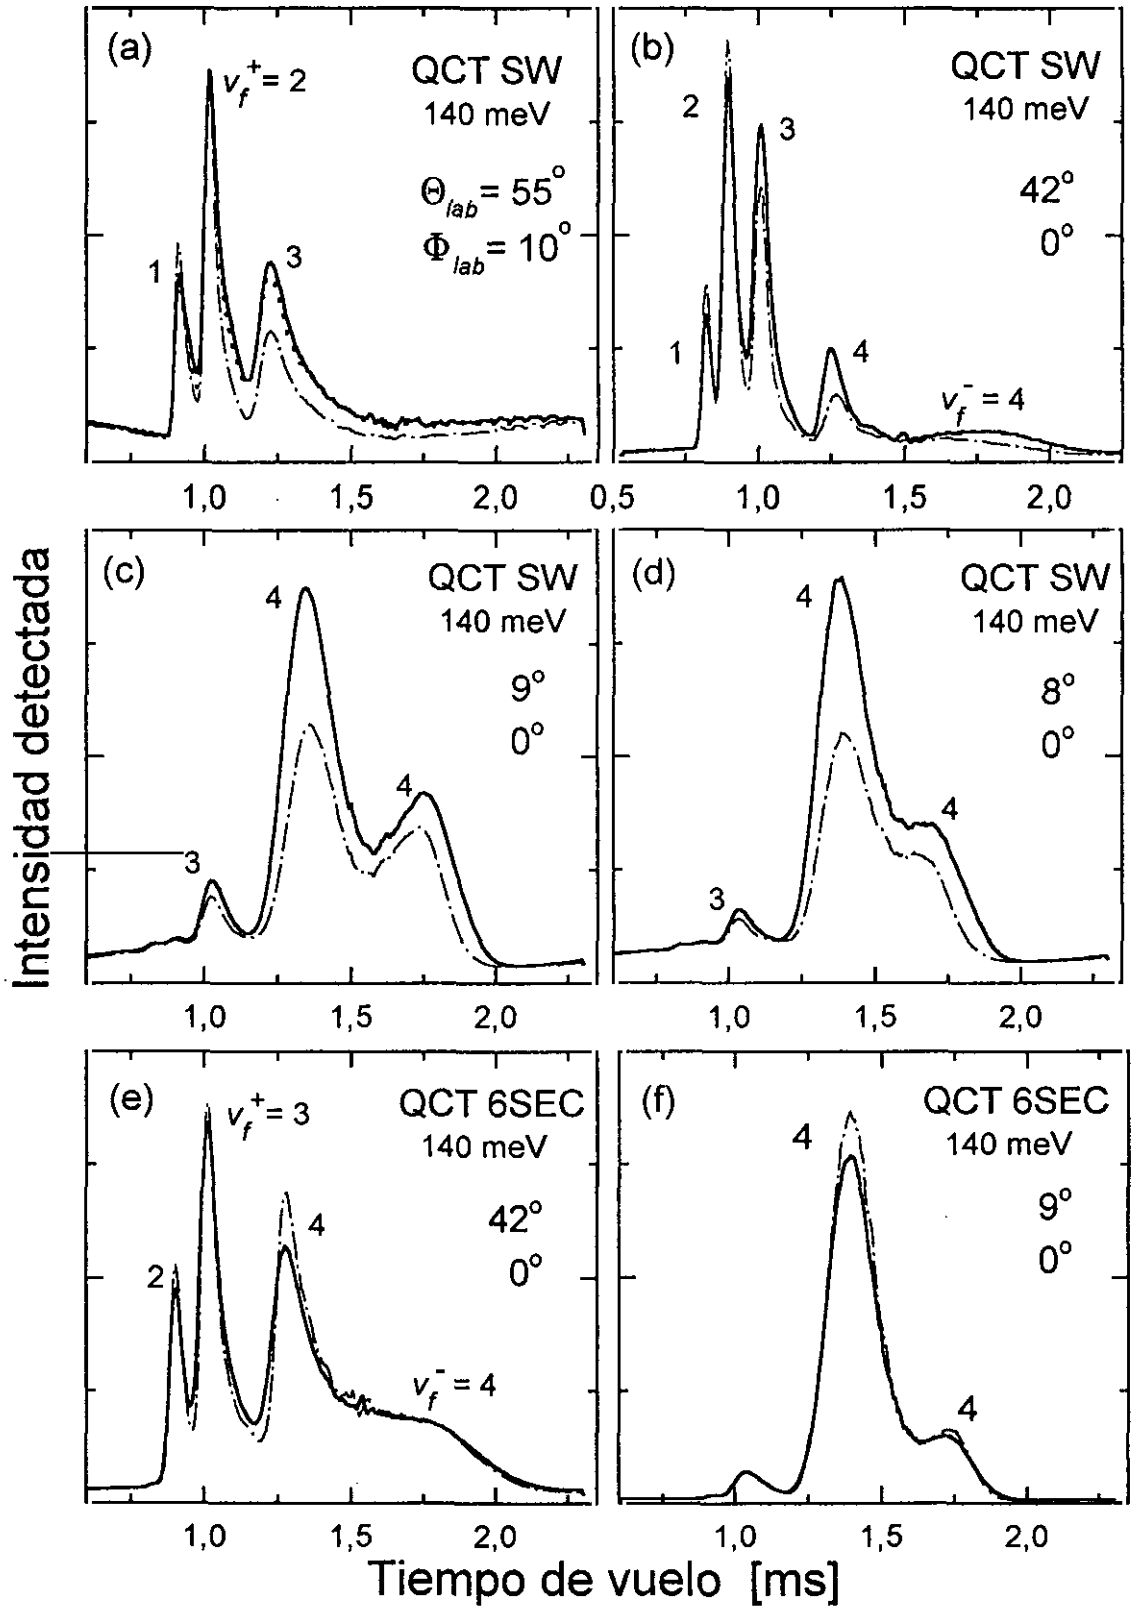 (a)
v_f^+ = 2
QCT SW
140 meV
Θ_lab = 55°
Φ_lab = 10°
1
3
(b)
QCT SW
140 meV
42°
0°
2
3
1
4
v_f^- = 4
1,0 1,5 2,0
0,5 1,0 1,5 2,0
(c)
QCT SW
140 meV
9°
0°
4
4
3
(d)
QCT SW
140 meV
8°
0°
4
4
3
1,0 1,5 2,0
1,0 1,5 2,0
(e)
v_f^+ = 3
QCT 6SEC
140 meV
42°
0°
2
4
v_f^- = 4
(f)
QCT 6SEC
140 meV
9°
0°
4
4
1,0 1,5 2,0
1,0 1,5 2,0
Intensidad detectada
Tiempo de vuelo [ms]